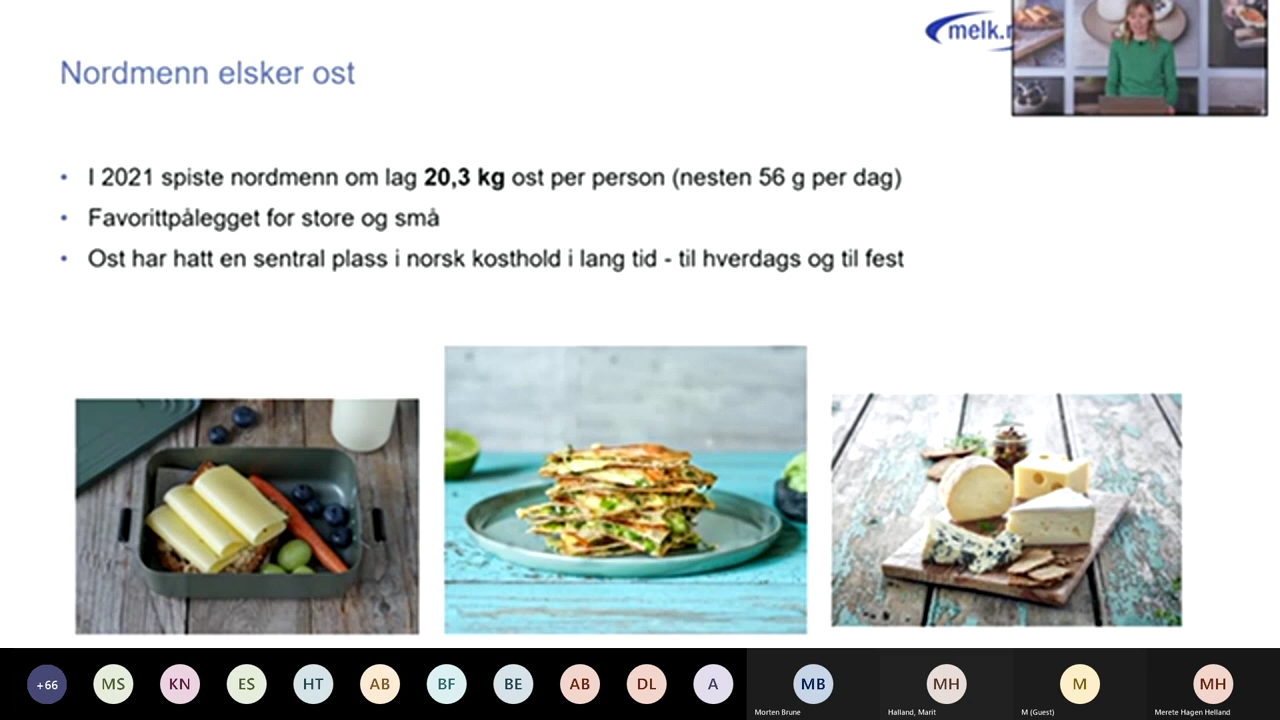 melk.
Nordmenn elsker ost
• I 2021 spiste nordmenn om lag 20,3 kg ost per person (nesten 56 g per dag)
• Favorittpålegget for store og små
• Ost har hatt en sentral plass i norsk kosthold i lang tid - til hverdags og til fest
+66 MS KN ES HT AB BF BE AB DL A MB MH M MH
Morten Brune Halland, Marit M (Guest) Merete Hagen Helland